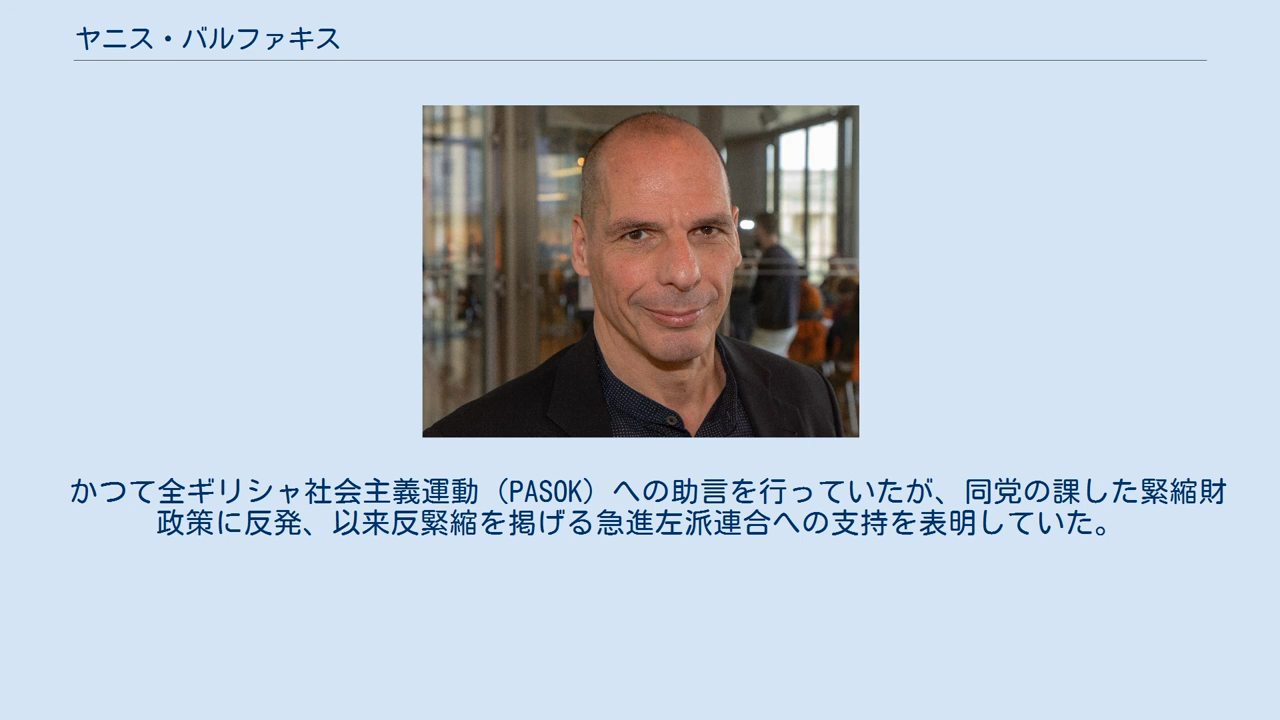 ヤニス・バルファキス
かつて全ギリシャ社会主義運動（PASOK）への助言を行っていたが、同党の課した緊縮財
政策に反発、以来反緊縮を掲げる急進左派連合への支持を表明していた。